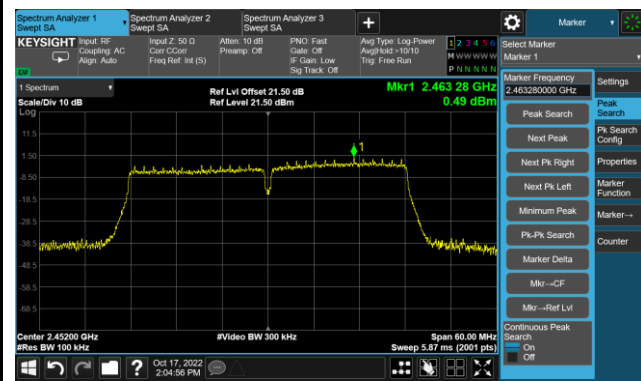 Spectrum Analyzer 1
Swept SA
Spectrum Analyzer 2
Swept SA
Spectrum Analyzer 3
Swept SA
+
Marker
KEYSIGHT
Input: RF
Coupling: AC
Align: Auto
Input Z: 50 Ω
Corr CCorr
Freq Ref: Int (S)
Atten: 10 dB
Preamp: Off
PNO: Fast
Gate: Off
IF Gain: Low
Sig Track: Off
Avg Type: Log-Power
Avg|Hold:>10/10
Trig: Free Run
1 2 3 4 5 6
M W W W W W
P N N N N N
LXI
Select Marker
Marker 1
1 Spectrum
Scale/Div 10 dB
Log
Ref Lvl Offset 21.50 dB
Ref Level 21.50 dBm
Mkr1 2.463 28 GHz
0.49 dBm
11.5
1.50
-8.50
-18.5
-28.5
-38.5
-48.5
-58.5
-68.5
1
Center 2.45200 GHz
#Res BW 100 kHz
#Video BW 300 kHz
Span 60.00 MHz
Sweep 5.87 ms (2001 pts)
Marker Frequency
2.463280000 GHz
Peak Search
Next Peak
Next Pk Right
Next Pk Left
Minimum Peak
Pk-Pk Search
Marker Delta
Mkr→CF
Mkr→Ref Lvl
Continuous Peak
Search
On
Off
Settings
Peak
Search
Pk Search
Config
Properties
Marker
Function
Marker→
Counter
?
Oct 17, 2022
2:04:56 PM